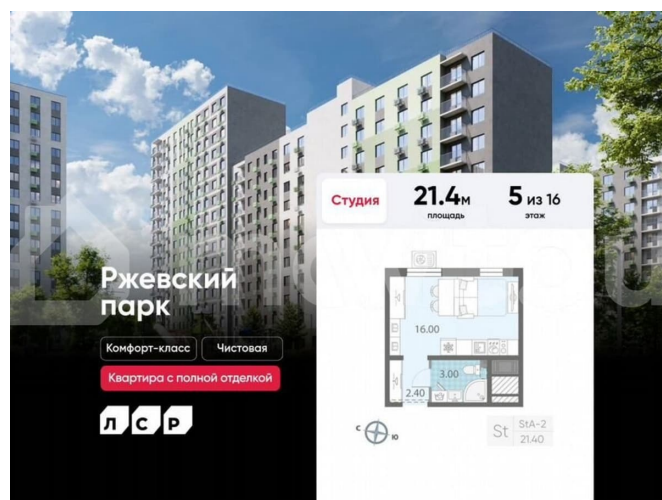 Студия
21.4м
площадь
5 из 16
этаж
Ржевский
парк
Комфорт-класс
Чистовая
Квартира с полной отделкой
ЛСР
16.00
3.00
2.40
С
Ю
St
StA-2
21.40